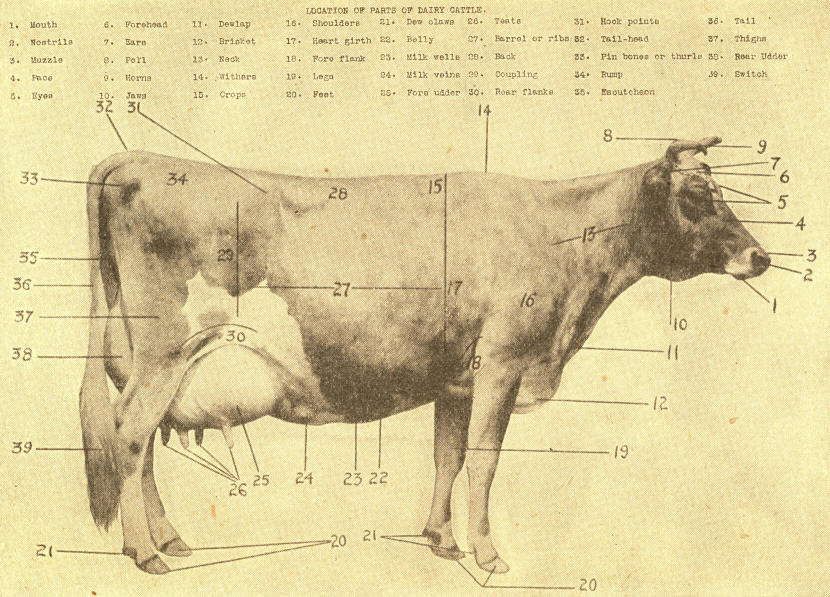 LOCATION OF PARTS OF DAIRY CATTLE.
1. Mouth 6. Forehead 11. Dewlap 16. Shoulders 21. Dew claws 26. Teats 31. Hook points 36. Tail
2. Nostrils 7. Ears 12. Brisket 17. Heart girth 22. Belly 27. Barrel or ribs 32. Tail-head 37. Thighs
3. Muzzle 8. Poll 13. Neck 18. Fore flank 23. Milk wells 28. Back 33. Pin bones or thurls 38. Rear Udder
4. Face 9. Horns 14. Withers 19. Legs 24. Milk veins 29. Coupling 34. Rump 39. Switch
5. Eyes 10. Jaws 15. Crops 20. Feet 25. Fore udder 30. Rear flanks 35. Escutcheon
32 31 14
8 9
7
33 34 28 15 6
5
4
13
35 29 3
36 27 17 2
16 1
37 30 10
38 18 11
12
39 19
26 25 24 23 22
21 20 21
20